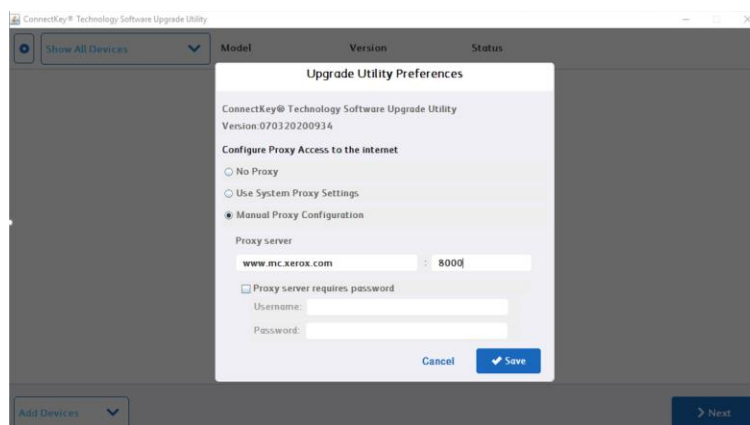 ConnectKey® Technology Software Upgrade Utility
Show All Devices
Model Version Status
Upgrade Utility Preferences
ConnectKey® Technology Software Upgrade Utility
Version:070320200934
Configure Proxy Access to the internet
No Proxy
Use System Proxy Settings
Manual Proxy Configuration
Proxy server
www.mc.xerox.com : 8000
Proxy server requires password
Username:
Password:
Cancel Save
Add Devices Next